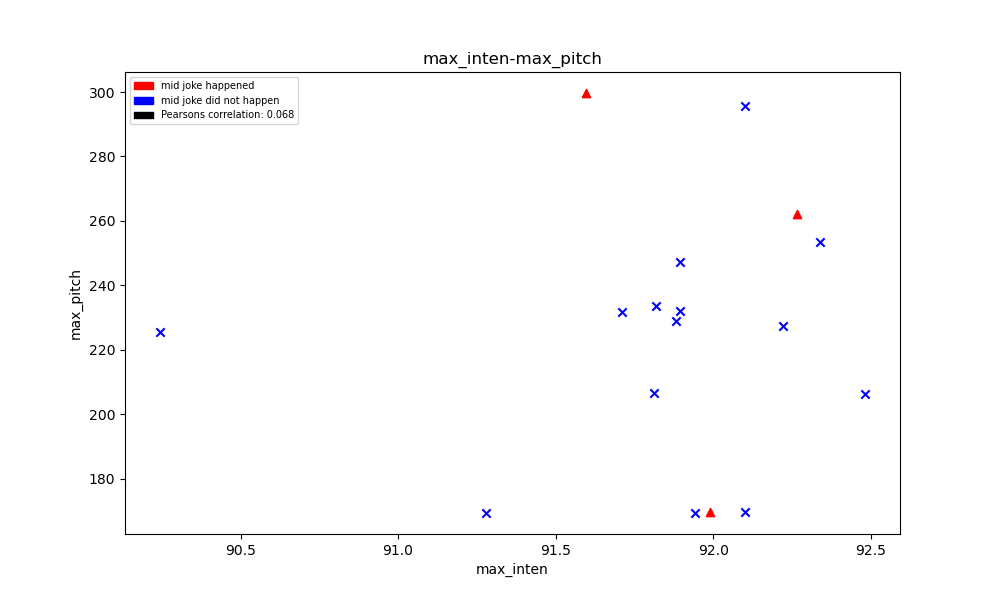 max_inten-max_pitch
mid joke happened
mid joke did not happen
Pearsons correlation: 0.068
300
280
260
240
220
200
180
max_pitch
90.5
91.0
91.5
92.0
92.5
max_inten